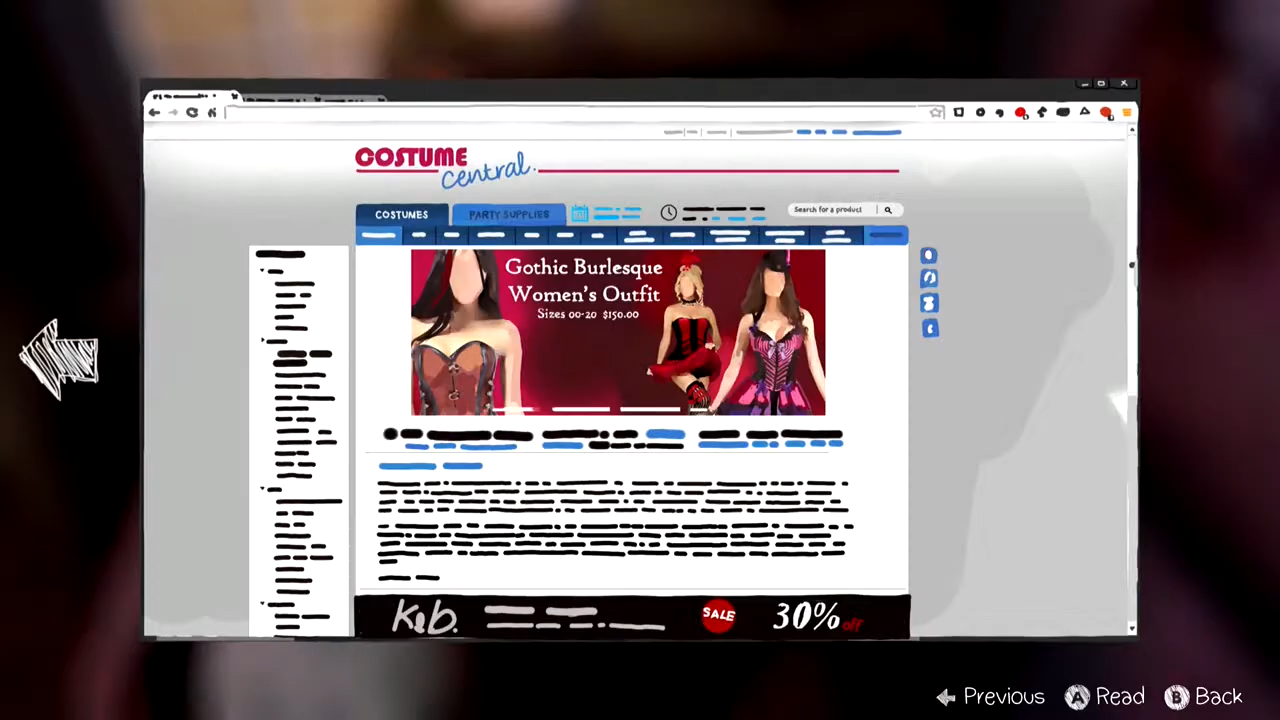 COSTUME
central.
COSTUMES
PARTY SUPPLIES
Search for a product
Gothic Burlesque
Women's Outfit
Sizes 00-20 $150.00
K&b.
SALE
30% off
Previous
A Read
B Back